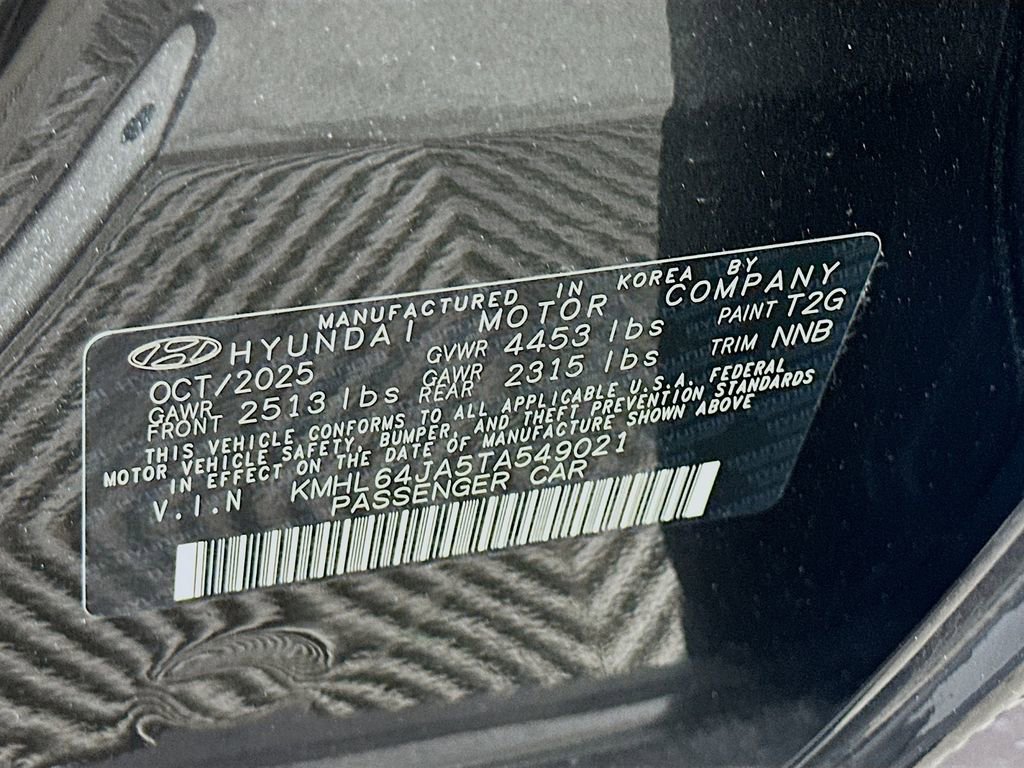 MANUFACTURED IN KOREA BY
HYUNDAI MOTOR COMPANY
OCT/2025 GVWR 4453 lbs PAINT T2G
GAWR FRONT 2513 lbs GAWR REAR 2315 lbs TRIM NNB
THIS VEHICLE CONFORMS TO ALL APPLICABLE U.S.A. FEDERAL
MOTOR VEHICLE SAFETY, BUMPER, AND THEFT PREVENTION STANDARDS
IN EFFECT ON THE DATE OF MANUFACTURE SHOWN ABOVE
V.I.N KMHL64JA5TA549021
PASSENGER CAR